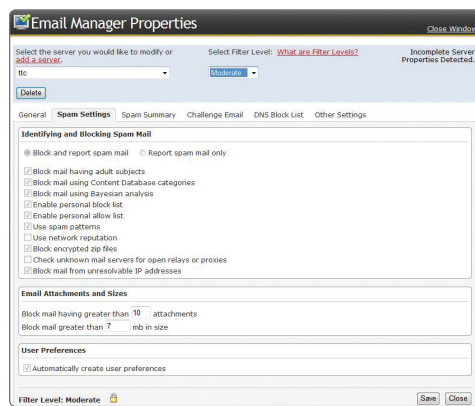 Email Manager Properties
Close Window
Select the server you would like to modify or add a server.
Select Filter Level: What are Filter Levels?
Incomplete Server Properties Detected.
ttc
Moderate
Delete
General Spam Settings Spam Summary Challenge Email DNS Block List Other Settings
Identifying and Blocking Spam Mail
Block and report spam mail Report spam mail only
Block mail having adult subjects
Block mail using Content Database categories
Block mail using Bayesian analysis
Enable personal block list
Enable personal allow list
Use spam patterns
Use network reputation
Block encrypted zip files
Check unknown mail servers for open relays or proxies
Block mail from unresolvable IP addresses
Email Attachments and Sizes
Block mail having greater than 10 attachments
Block mail greater than 7 mb in size
User Preferences
Automatically create user preferences
Filter Level: Moderate
Save Close